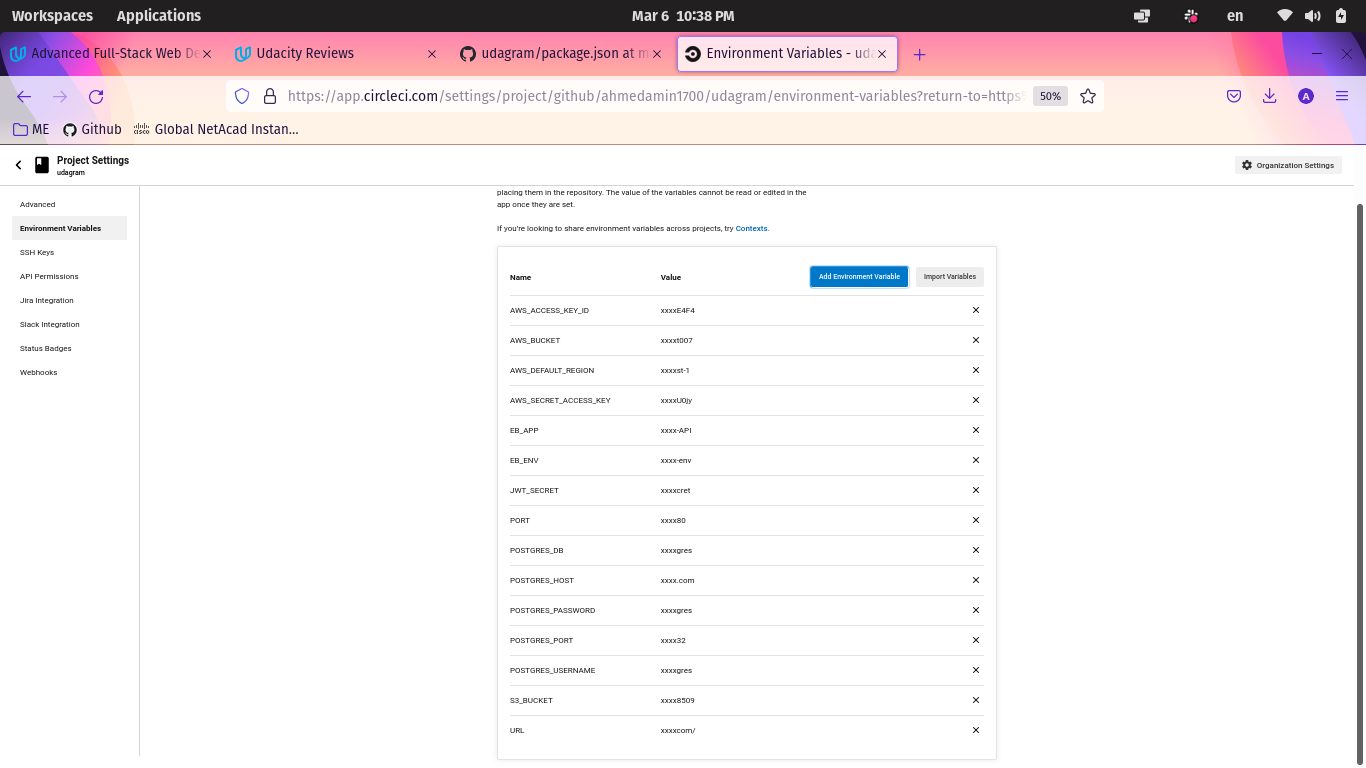 Workspaces Applications Mar 6 10:38 PM en
Advanced Full-Stack Web De Udacity Reviews udagram/package.json at m Environment Variables - uda
https://app.circleci.com/settings/project/github/ahmedamin1700/udagram/environment-variables?return-to=https% 50% A
ME Github Global NetAcad Instan...
Project Settings
udagram
Organization Settings
Advanced
Environment Variables
SSH Keys
API Permissions
Jira Integration
Slack Integration
Status Badges
Webhooks
placing them in the repository. The value of the variables cannot be read or edited in the
app once they are set.
If you're looking to share environment variables across projects, try Contexts.
Name Value Add Environment Variable Import Variables
AWS_ACCESS_KEY_ID xxxxE4F4
AWS_BUCKET xxxxt007
AWS_DEFAULT_REGION xxxxst-1
AWS_SECRET_ACCESS_KEY xxxxU0jy
EB_APP xxxx-API
EB_ENV xxxx-env
JWT_SECRET xxxxcret
PORT xxxx80
POSTGRES_DB xxxxgres
POSTGRES_HOST xxxx.com
POSTGRES_PASSWORD xxxxgres
POSTGRES_PORT xxxx32
POSTGRES_USERNAME xxxxgres
S3_BUCKET xxxx8509
URL xxxxcom/